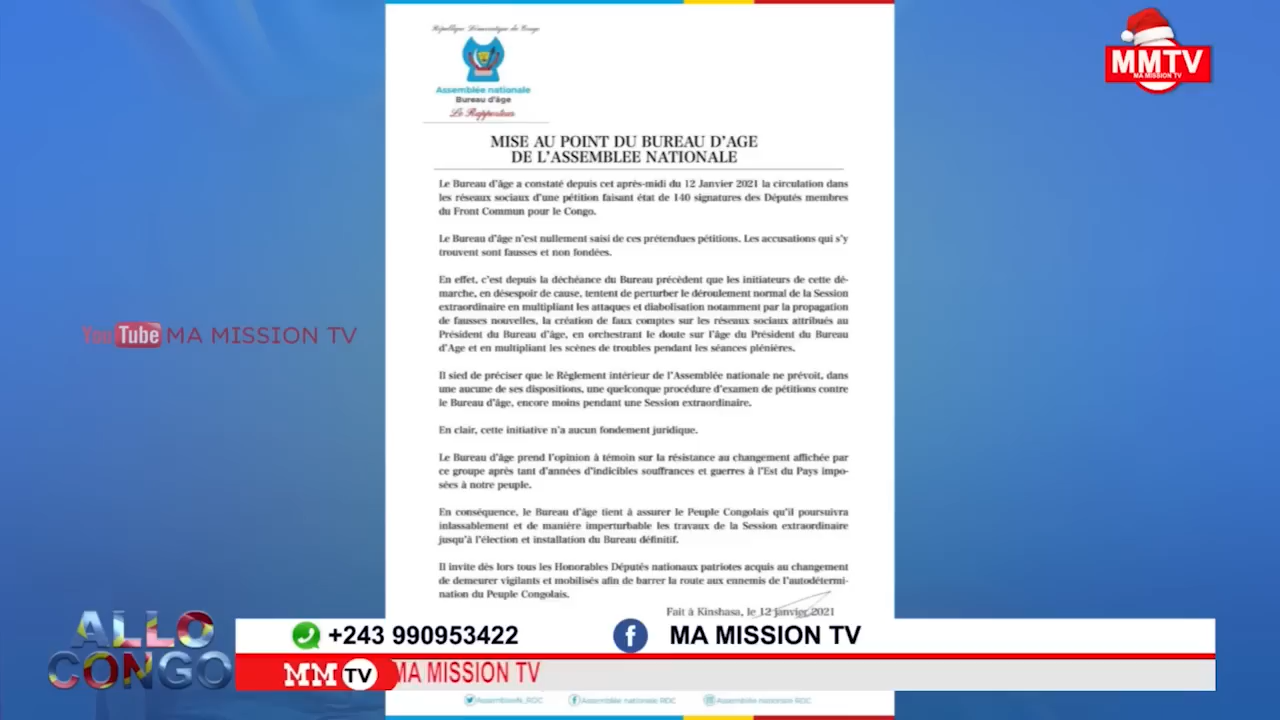 République Démocratique du Congo
Assemblée nationale
Bureau d'âge
Le Rapporteur
MMTV
MA MISSION TV
MISE AU POINT DU BUREAU D'AGE
DE L'ASSEMBLEE NATIONALE
Le Bureau d'âge a constaté depuis cet après-midi du 12 Janvier 2021 la circulation dans
les réseaux sociaux d'une pétition faisant état de 140 signatures des Députés membres
du Front Commun pour le Congo.
Le Bureau d'âge n'est nullement saisi de ces prétendues pétitions. Les accusations qui s'y
trouvent sont fausses et non fondées.
En effet, c'est depuis la déchéance du Bureau précèdent que les initiateurs de cette dé-
marche, en désespoir de cause, tentent de perturber le déroulement normal de la Session
extraordinaire en multipliant les attaques et diabolisation notamment par la propagation
de fausses nouvelles, la création de faux comptes sur les réseaux sociaux attribués au
Président du Bureau d'âge, en orchestrant le doute sur l'âge du Président du Bureau
d'Age et en multipliant les scènes de troubles pendant les séances plénières.
YouTube MA MISSION TV
Il sied de préciser que le Règlement intérieur de l'Assemblée nationale ne prévoit, dans
une aucune de ses dispositions, une quelconque procédure d'examen de pétitions contre
le Bureau d'âge, encore moins pendant une Session extraordinaire.
En clair, cette initiative n'a aucun fondement juridique.
Le Bureau d'âge prend l'opinion à témoin sur la résistance au changement affichée par
ce groupe après tant d'années d'indicibles souffrances et guerres à l'Est du Pays impo-
sées à notre peuple.
En conséquence, le Bureau d'âge tient à assurer le Peuple Congolais qu'il poursuivra
inlassablement et de manière imperturbable les travaux de la Session extraordinaire
jusqu'à l'élection et installation du Bureau définitif.
Il invite dès lors tous les Honorables Députés nationaux patriotes acquis au changement
de demeurer vigilants et mobilisés afin de barrer la route aux ennemis de l'autodétermi-
nation du Peuple Congolais.
Fait à Kinshasa, le 12 janvier 2021
ALLO
CONGO
+243 990953422
MA MISSION TV
MMTV
MA MISSION TV
AssembleeN_RDC
Assemblée nationale RDC
Assemblée nationale RDC